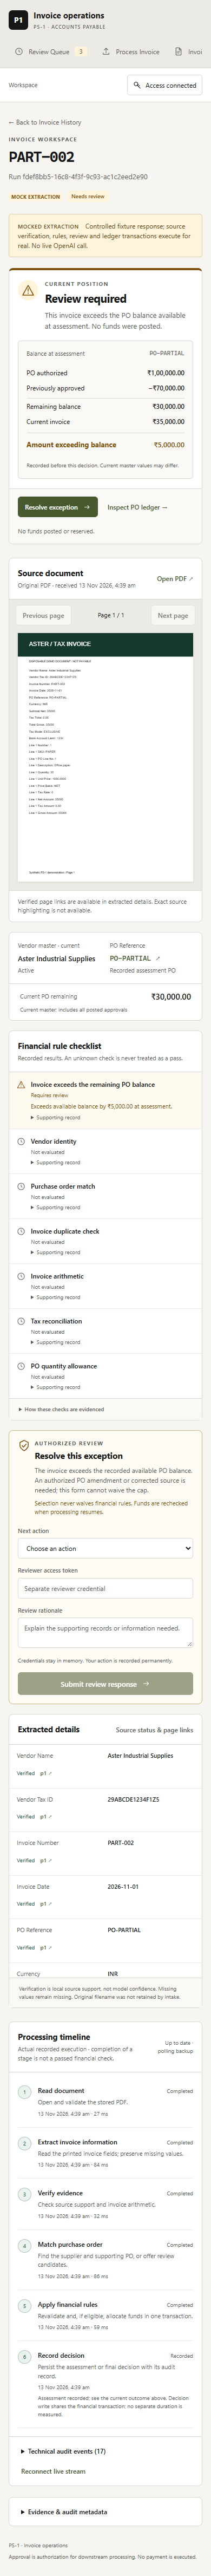 P1
Invoice operations
PS-1 · ACCOUNTS PAYABLE
Review Queue 3
Process Invoice
Invoi
Workspace
Access connected
← Back to Invoice History
INVOICE WORKSPACE
PART-002
Run fdef8bb5-16c8-4f3f-9c93-ac1c2eed2e90
MOCK EXTRACTION
Needs review
MOCKED EXTRACTION Controlled fixture response; source
verification, rules, review and ledger transactions execute for
real. No live OpenAI call.
CURRENT POSITION
Review required
This invoice exceeds the PO balance available
at assessment. No funds were posted.
Balance at assessment PO-PARTIAL
PO authorized ₹1,00,000.00
Previously approved −₹70,000.00
Remaining balance ₹30,000.00
Current invoice ₹35,000.00
Amount exceeding balance ₹5,000.00
Recorded before this decision. Current master values may differ.
Resolve exception →
Inspect PO ledger →
No funds posted or reserved.
Source document
Original PDF · received 13 Nov 2026, 4:39 am
Open PDF ↗
Previous page
Page 1 / 1
Next page
ASTER / TAX INVOICE
Verified page links are available in extracted details. Exact source
highlighting is not available.
Vendor master · current
Aster Industrial Supplies
Active
PO Reference
PO-PARTIAL ↗
Recorded assessment PO
Current PO remaining ₹30,000.00
Current master: includes all posted approvals
Financial rule checklist
Recorded results. An unknown check is never treated as a pass.
Invoice exceeds the remaining PO balance
Requires review
Exceeds available balance by ₹5,000.00 at assessment.
▸ Supporting record
Vendor identity
Not evaluated
▸ Supporting record
Purchase order match
Not evaluated
▸ Supporting record
Invoice duplicate check
Not evaluated
▸ Supporting record
Invoice arithmetic
Not evaluated
▸ Supporting record
Tax reconciliation
Not evaluated
▸ Supporting record
PO quantity allowance
Not evaluated
▸ Supporting record
▸ How these checks are evidenced
AUTHORIZED REVIEW
Resolve this exception
The invoice exceeds the recorded available PO balance.
An authorized PO amendment or corrected source is
needed; this form cannot waive the cap.
Selection never waives financial rules. Funds are rechecked
when processing resumes.
Next action
Choose an action
Reviewer access token
Separate reviewer credential
Review rationale
Explain the supporting records or information needed.
Credentials stay in memory. Your action is recorded permanently.
Submit review response →
Extracted details
Source status & page links
Vendor Name Aster Industrial Supplies
Verified p1 ↗
Vendor Tax ID 29ABCDE1234F1Z5
Verified p1 ↗
Invoice Number PART-002
Verified p1 ↗
Invoice Date 2026-11-01
Verified p1 ↗
PO Reference PO-PARTIAL
Verified p1 ↗
Currency INR
Verification is local source support, not model confidence. Missing
values remain missing. Original filename was not retained by intake.
Processing timeline
Actual recorded execution · completion of a
stage is not a passed financial check.
Up to date ·
polling backup
1 Read document Completed
Open and validate the stored PDF.
13 Nov 2026, 4:39 am · 27 ms
2 Extract invoice information Completed
Read the printed invoice fields; preserve missing values.
13 Nov 2026, 4:39 am · 84 ms
3 Verify evidence Completed
Check source support and invoice arithmetic.
13 Nov 2026, 4:39 am · 32 ms
4 Match purchase order Completed
Find the supplier and supporting PO, or offer review
candidates.
13 Nov 2026, 4:39 am · 86 ms
5 Apply financial rules Completed
Revalidate and, if eligible, allocate funds in one transaction.
13 Nov 2026, 4:39 am · 59 ms
6 Record decision Recorded
Persist the assessment or final decision with its audit
record.
13 Nov 2026, 4:39 am
Assessment recorded; see the current outcome above. Decision
write shares the financial transaction; no separate duration is
measured.
▸ Technical audit events (17)
Reconnect live stream
▸ Evidence & audit metadata
PS-1 · Invoice operations
Approval is authorization for downstream processing. No payment is executed.